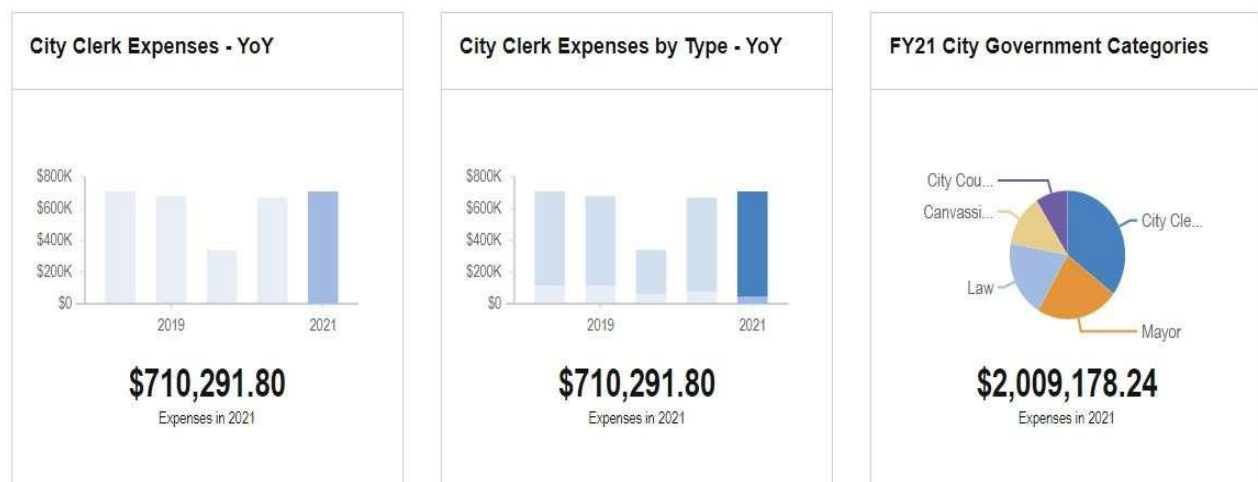 City Clerk Expenses - YoY
$800K
$600K
$400K
$200K
$0
2019
2021
$710,291.80
Expenses in 2021
City Clerk Expenses by Type - YoY
$800K
$600K
$400K
$200K
$0
2019
2021
$710,291.80
Expenses in 2021
FY21 City Government Categories
City Cou...
Canvassi...
City Cle...
Law
Mayor
$2,009,178.24
Expenses in 2021